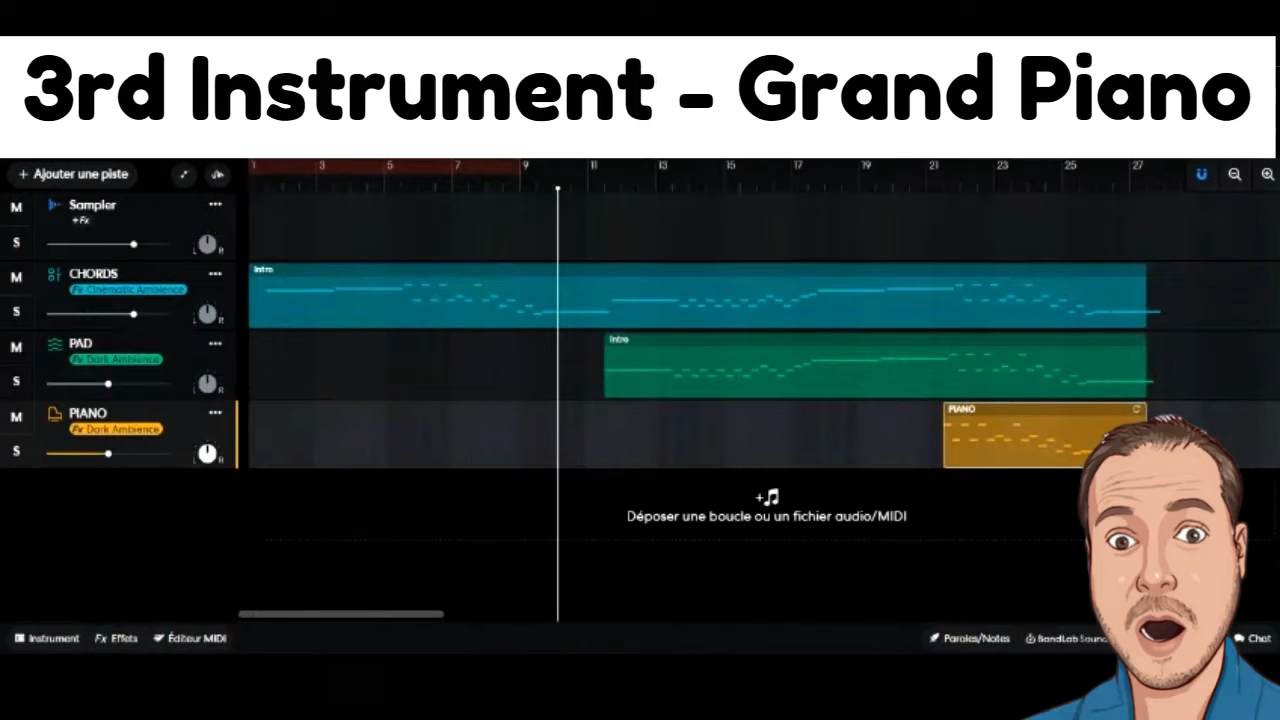 3rd Instrument - Grand Piano
+ Ajouter une piste
1 3 5 7 9 11 13 15 17 19 21 23 25 27
M Sampler
+Fx
S L R
M CHORDS Intro
Fx Cinematic Ambience
S L R
M PAD Intro
Fx Dark Ambience
S L R
M PIANO PIANO
Fx Dark Ambience
S L R
Déposer une boucle ou un fichier audio/MIDI
Instrument Fx Effets Éditeur MIDI Paroles/Notes BandLab Soun Chat